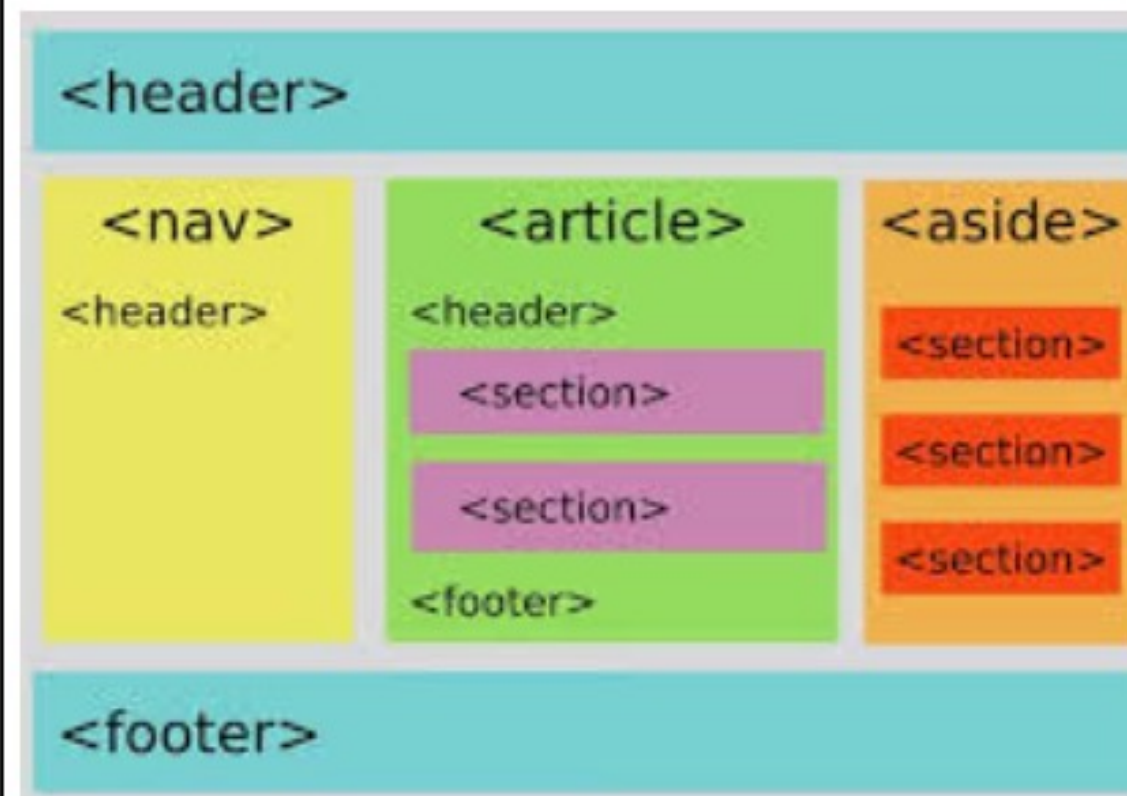 <header>
<nav>
<header>
<article>
<header>
<section>
<section>
<footer>
<aside>
<section>
<section>
<section>
<footer>